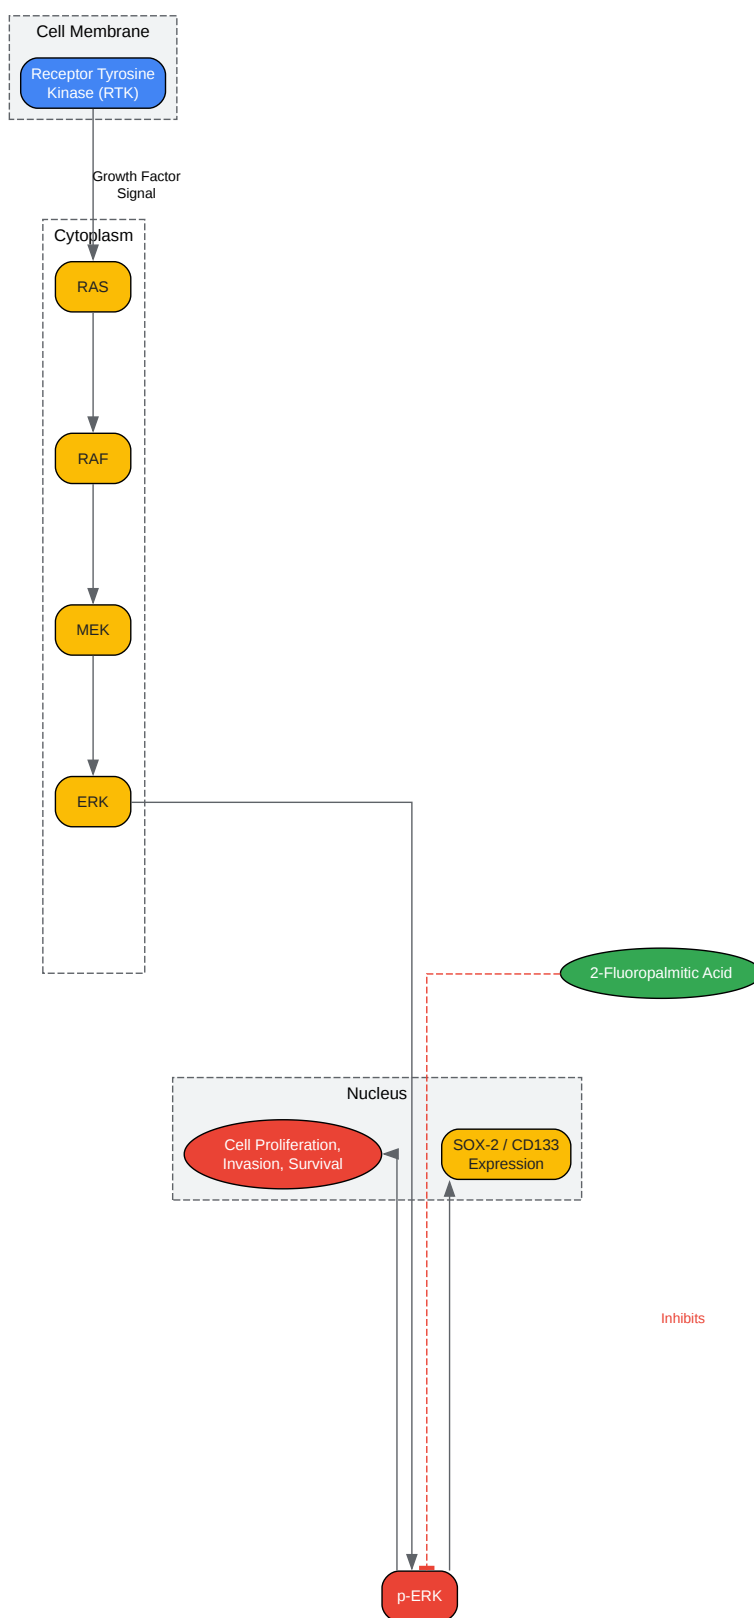 Cell Membrane
Receptor Tyrosine
Kinase (RTK)
Growth Factor
Signal
Cytoplasm
RAS
RAF
MEK
ERK
2-Fluoropalmitic Acid
Nucleus
Cell Proliferation,
Invasion, Survival
SOX-2 / CD133
Expression
Inhibits
p-ERK